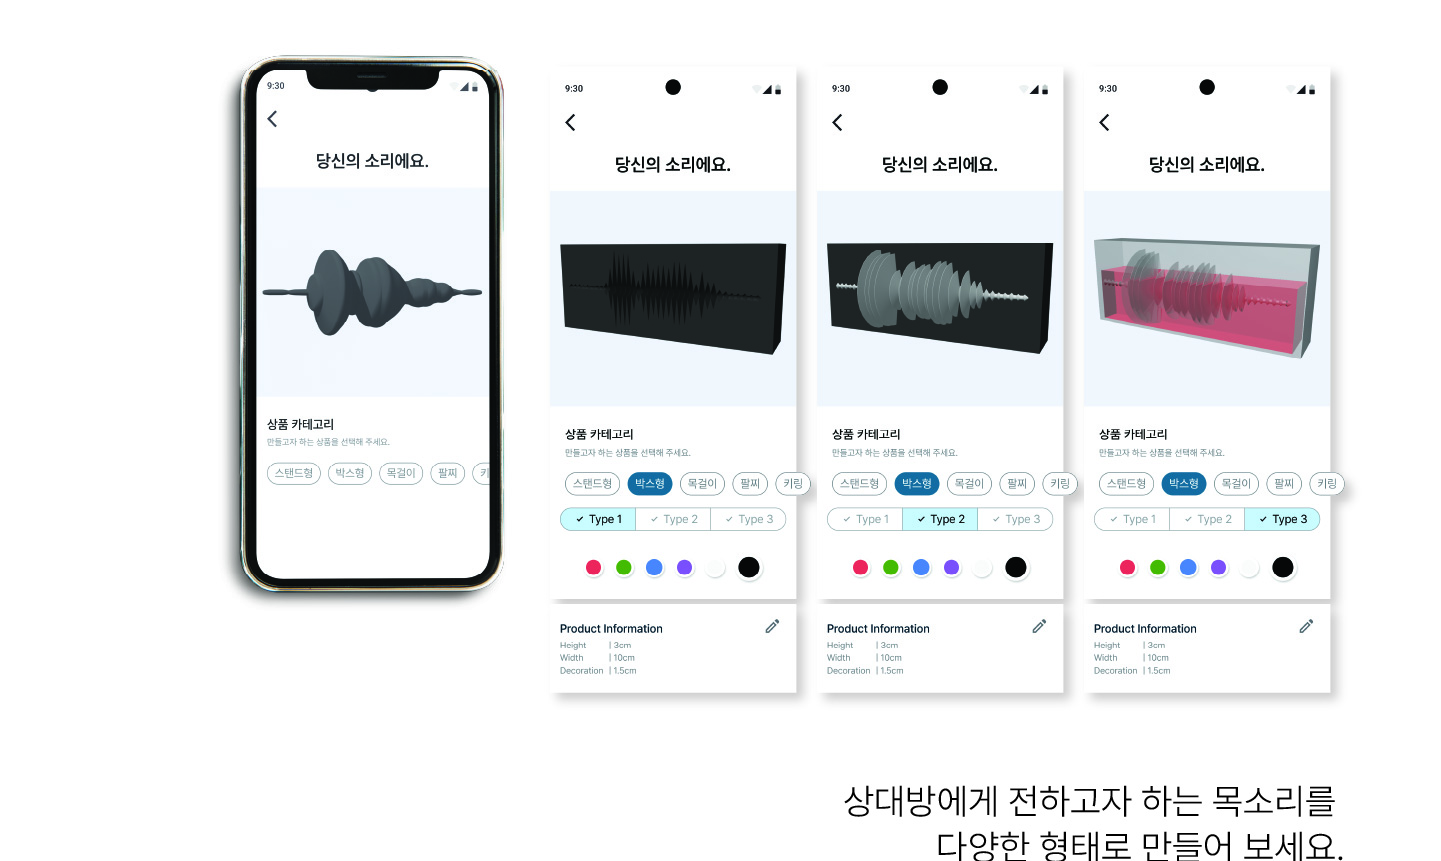 9:30
당신의 소리에요.
상품 카테고리
만들고자 하는 상품을 선택해 주세요.
스탠드형 박스형 목걸이 팔찌 키
9:30
당신의 소리에요.
상품 카테고리
만들고자 하는 상품을 선택해 주세요.
스탠드형 박스형 목걸이 팔찌 키링
Type 1 Type 2 Type 3
Product Information
Height | 3cm
Width | 10cm
Decoration | 1.5cm
9:30
당신의 소리에요.
상품 카테고리
만들고자 하는 상품을 선택해 주세요.
스탠드형 박스형 목걸이 팔찌 키링
Type 1 Type 2 Type 3
Product Information
Height | 3cm
Width | 10cm
Decoration | 1.5cm
9:30
당신의 소리에요.
상품 카테고리
만들고자 하는 상품을 선택해 주세요.
스탠드형 박스형 목걸이 팔찌 키링
Type 1 Type 2 Type 3
Product Information
Height | 3cm
Width | 10cm
Decoration | 1.5cm
상대방에게 전하고자 하는 목소리를
다양한 형태로 만들어 보세요.